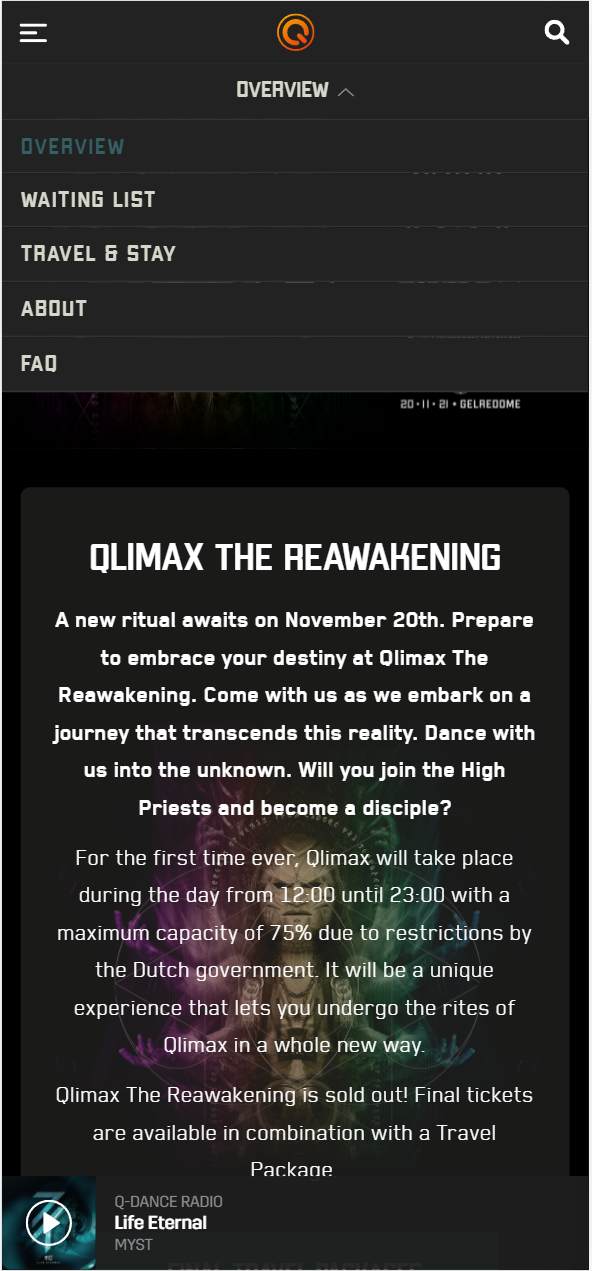 OVERVIEW
OVERVIEW
WAITING LIST
TRAVEL & STAY
ABOUT
FAQ
20 • 11 • 21 • GELREDOME
QLIMAX THE REAWAKENING
A new ritual awaits on November 20th. Prepare
to embrace your destiny at Qlimax The
Reawakening. Come with us as we embark on a
journey that transcends this reality. Dance with
us into the unknown. Will you join the High
Priests and become a disciple?
For the first time ever, Qlimax will take place
during the day from 12:00 until 23:00 with a
maximum capacity of 75% due to restrictions by
the Dutch government. It will be a unique
experience that lets you undergo the rites of
Qlimax in a whole new way.
Qlimax The Reawakening is sold out! Final tickets
are available in combination with a Travel
Package
Q-DANCE RADIO
Life Eternal
MYST
FINAL TRAVEL PACKAGES